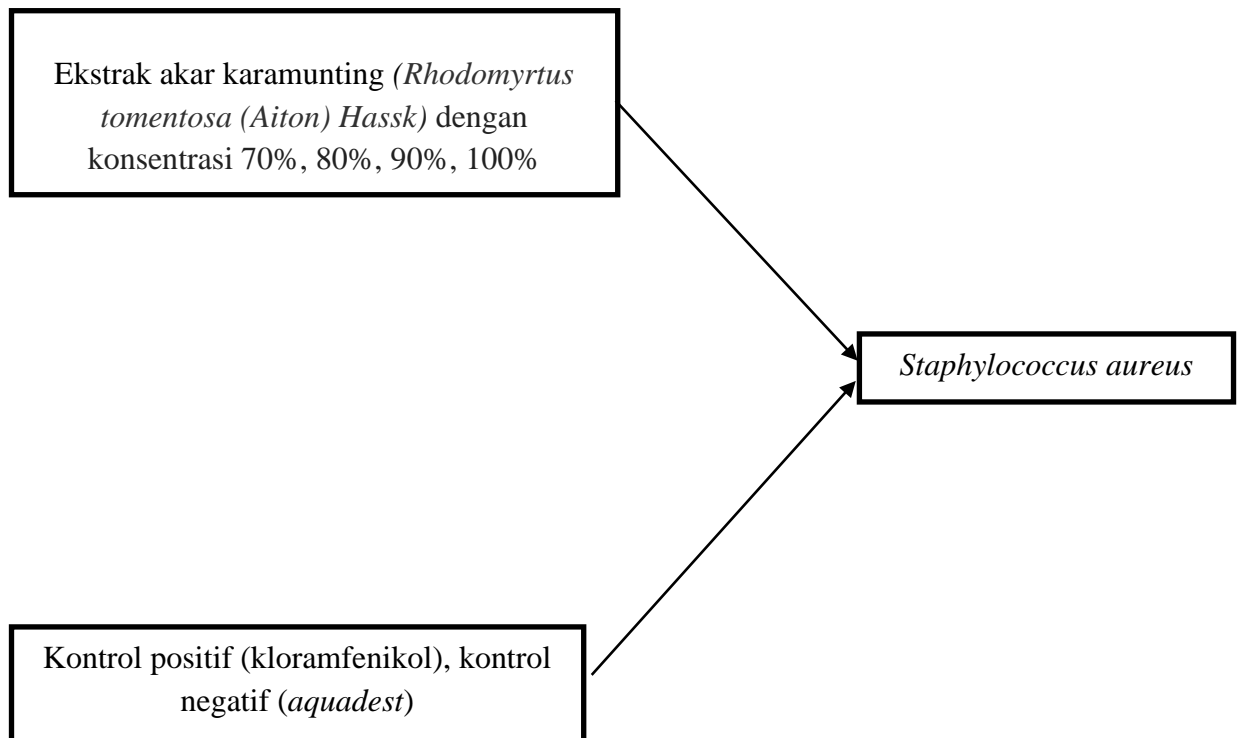 Ekstrak akar karamunting (Rhodomyrtus
tomentosa (Aiton) Hassk) dengan
konsentrasi 70%, 80%, 90%, 100%
Staphylococcus aureus
Kontrol positif (kloramfenikol), kontrol
negatif (aquadest)